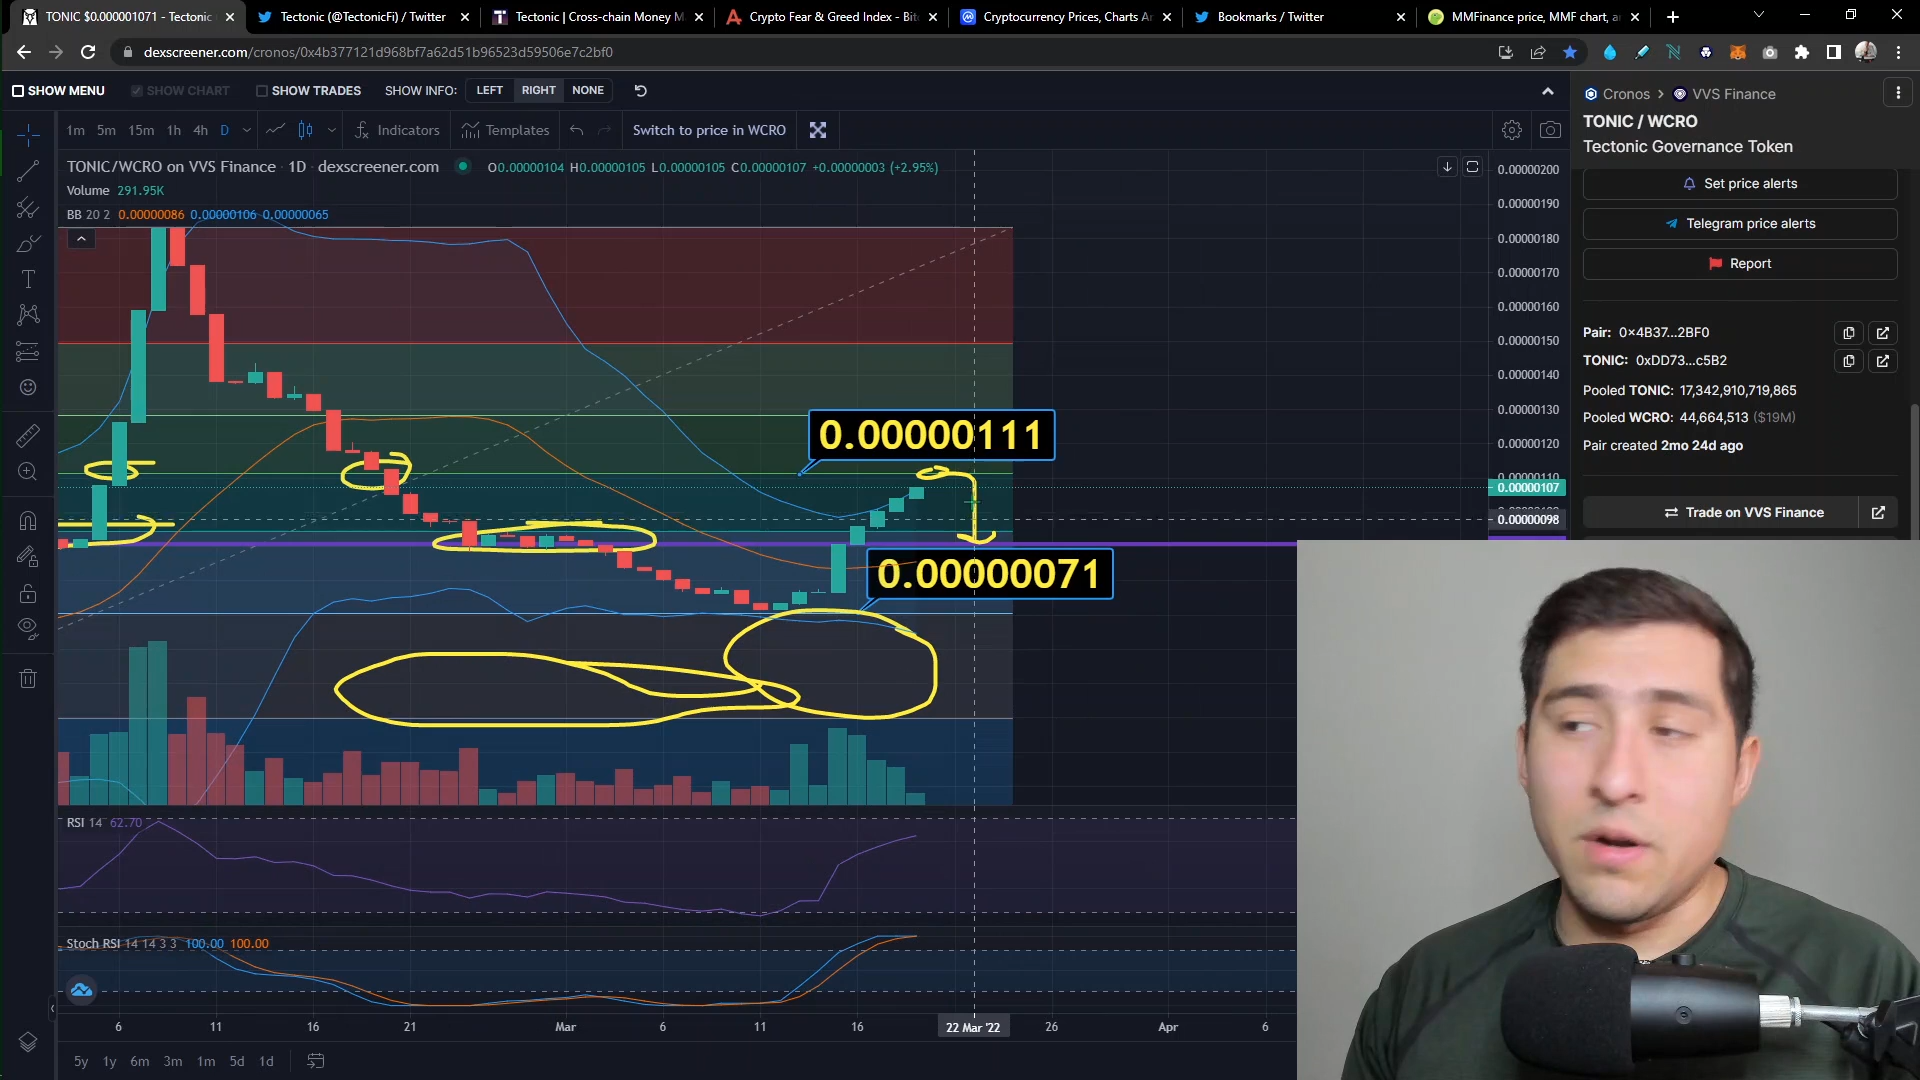 TONIC $0.000001071 - Tectonic
Tectonic (@TectonicFi) / Twitter
Tectonic | Cross-chain Money M
Crypto Fear & Greed Index - Bit
Cryptocurrency Prices, Charts A
Bookmarks / Twitter
MMFinance price, MMF chart, a
dexscreener.com/cronos/0x4b377121d968bf7a62d51b96523d59506e7c2bf0
SHOW MENU
SHOW CHART
SHOW TRADES
SHOW INFO: LEFT RIGHT NONE
1m 5m 15m 1h 4h D
Indicators
Templates
Switch to price in WCRO
TONIC/WCRO on VVS Finance · 1D · dexscreener.com
O0.00000104 H0.00000105 L0.00000105 C0.00000107 +0.00000003 (+2.95%)
Volume 291.95K
BB 20 2 0.00000086 0.00000106 0.00000065
0.00000200
0.00000190
0.00000180
0.00000170
0.00000160
0.00000150
0.00000140
0.00000130
0.00000120
0.00000110
0.00000107
0.00000098
0.00000111
0.00000071
RSI 14 62.70
Stoch RSI 14 14 3 3 100.00 100.00
6 11 16 21 Mar 6 11 16 22 Mar '22 26 Apr 6
5y 1y 6m 3m 1m 5d 1d
Cronos > VVS Finance
TONIC / WCRO
Tectonic Governance Token
Set price alerts
Telegram price alerts
Report
Pair: 0×4B37...2BF0
TONIC: 0xDD73...c5B2
Pooled TONIC: 17,342,910,719,865
Pooled WCRO: 44,664,513 ($19M)
Pair created 2mo 24d ago
Trade on VVS Finance